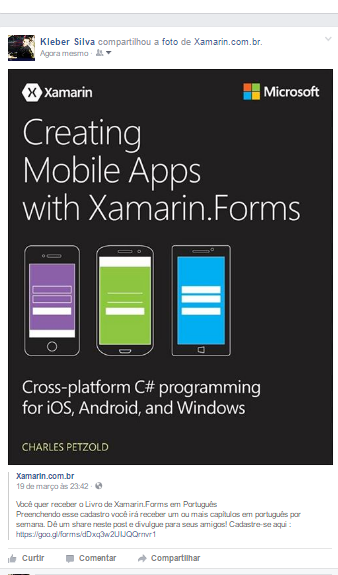 Kleber Silva compartilhou a foto de Xamarin.com.br.
Agora mesmo ·
Xamarin
Microsoft
Creating
Mobile Apps
with Xamarin.Forms
Cross-platform C# programming
for iOS, Android, and Windows
CHARLES PETZOLD
Xamarin.com.br
19 de março às 23:42 ·
Você quer receber o Livro de Xamarin.Forms em Português
Preenchendo esse cadastro você irá receber um ou mais capítulos em português por
semana. Dê um share neste post e divulgue para seus amigos! Cadastre-se aqui :
https://goo.gl/forms/dDxq3w2UIJQQrnvr1
Curtir
Comentar
Compartilhar